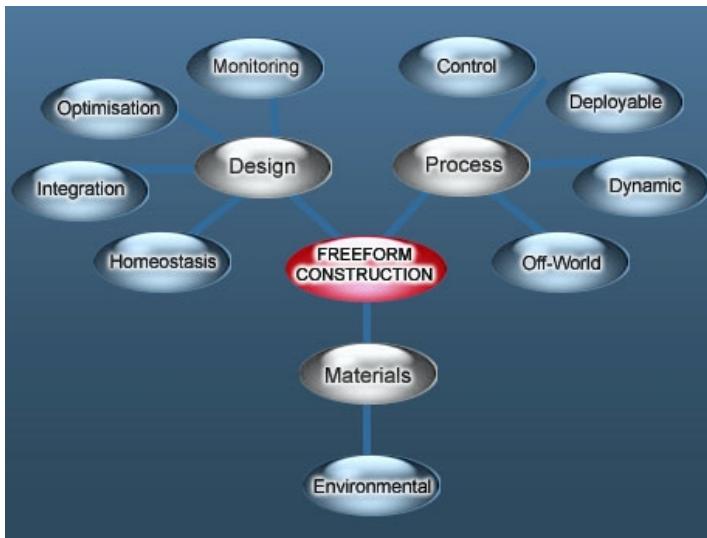 Monitoring
Control
Optimisation
Deployable
Design
Process
Integration
Dynamic
Homeostasis
FREEFORM
CONSTRUCTION
Off-World
Materials
Environmental